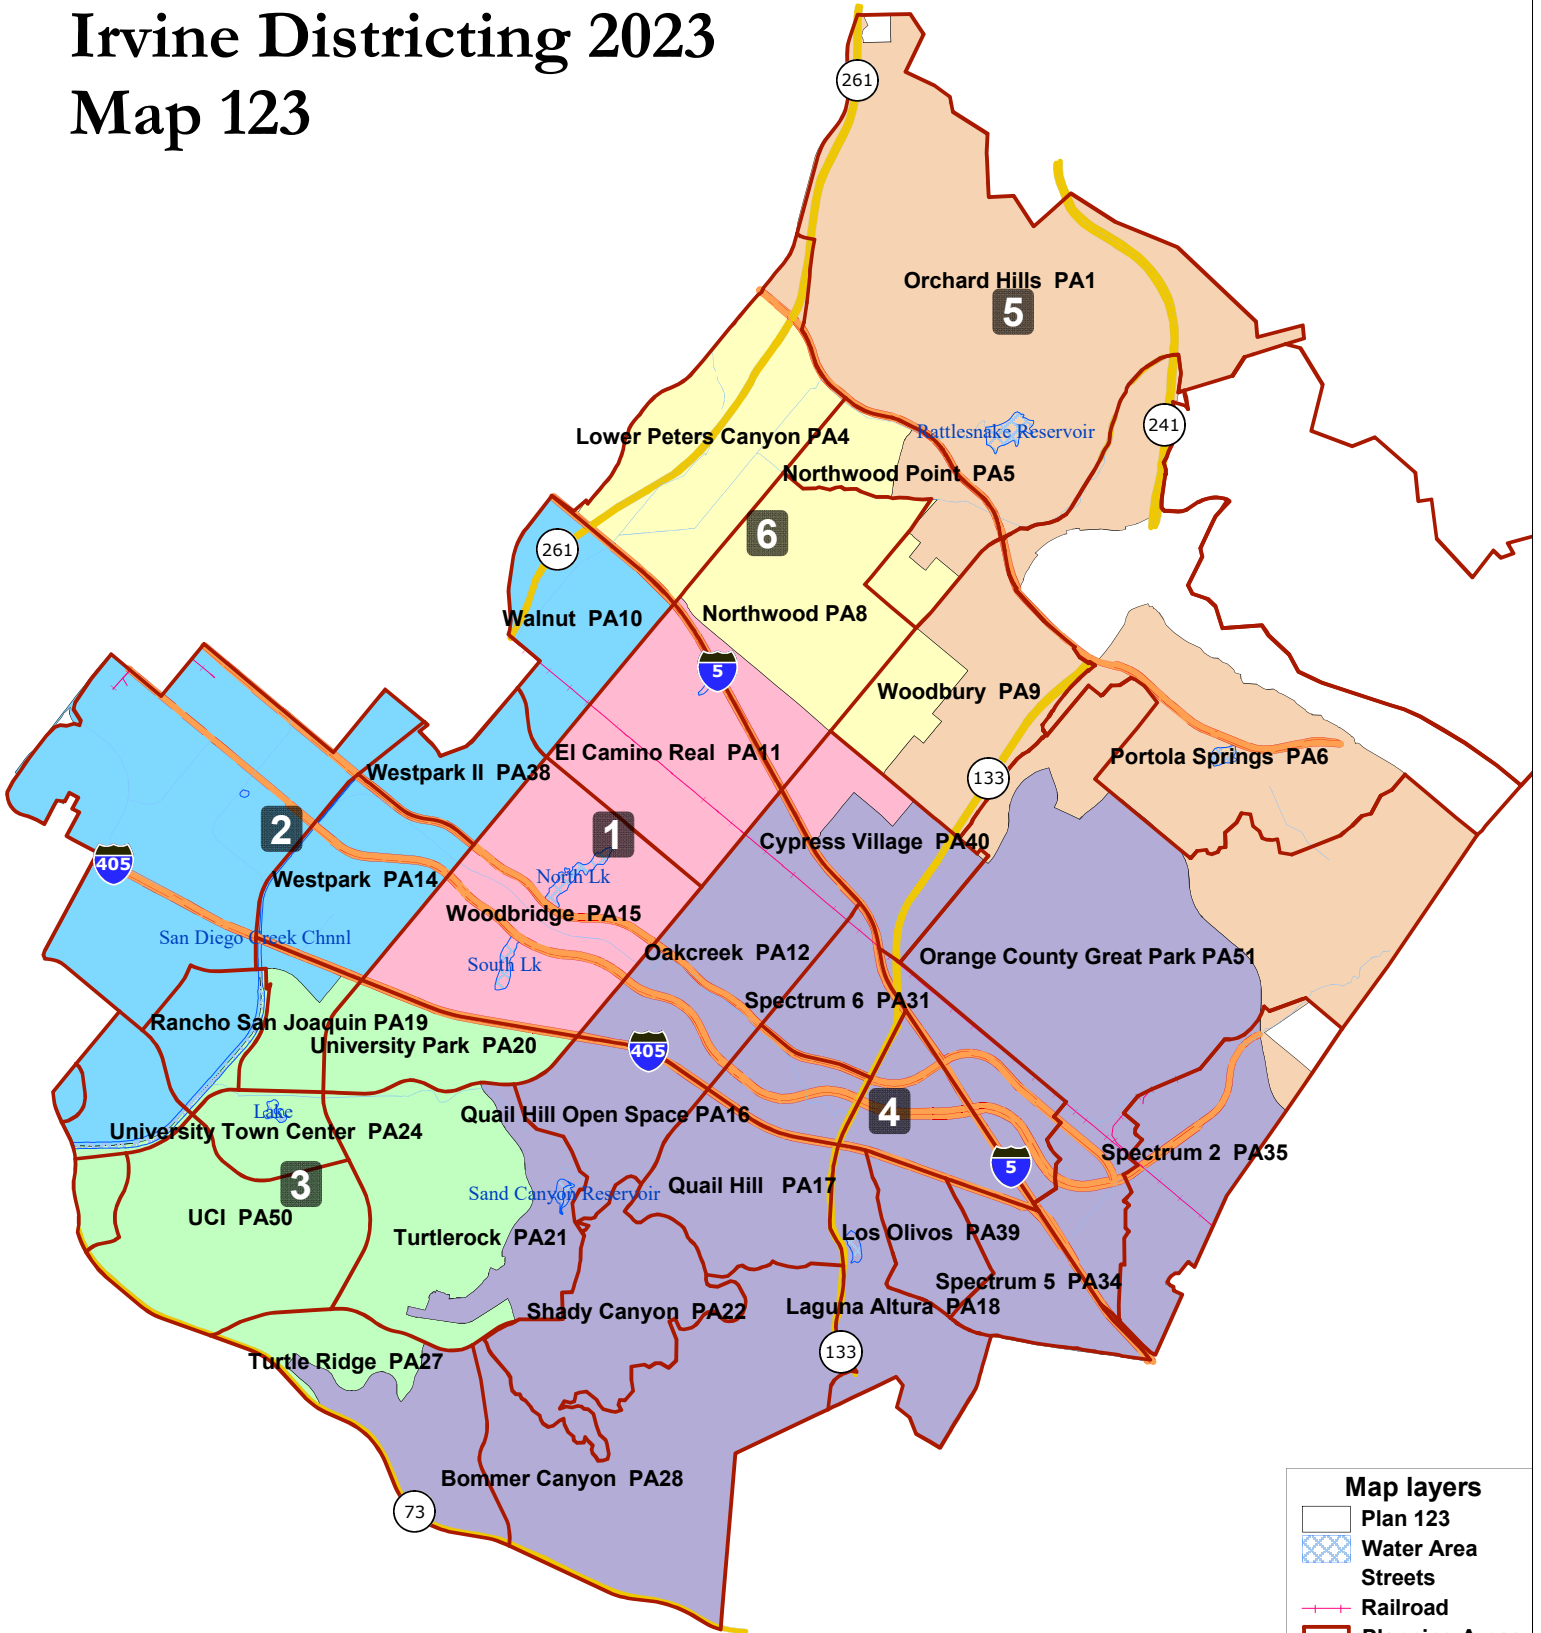 Irvine Districting 2023
Map 123
261
Orchard Hills PA1
5
241
Rattlesnake Reservoir
Lower Peters Canyon PA4
Northwood Point PA5
6
261
Walnut PA10
Northwood PA8
5
Woodbury PA9
El Camino Real PA11
Portola Springs PA6
Westpark II PA38
133
2
1
Cypress Village PA40
405
Westpark PA14
North Lk
Woodbridge PA15
San Diego Creek Chnnl
Oakcreek PA12
Orange County Great Park PA51
South Lk
Spectrum 6 PA31
Rancho San Joaquin PA19
University Park PA20
405
Lake
Quail Hill Open Space PA16
4
University Town Center PA24
Spectrum 2 PA35
5
3
Sand Canyon Reservoir
Quail Hill PA17
UCI PA50
Turtlerock PA21
Los Olivos PA39
Spectrum 5 PA34
Shady Canyon PA22
Laguna Altura PA18
133
Turtle Ridge PA27
Bommer Canyon PA28
73
Map layers
Plan 123
Water Area
Streets
Railroad